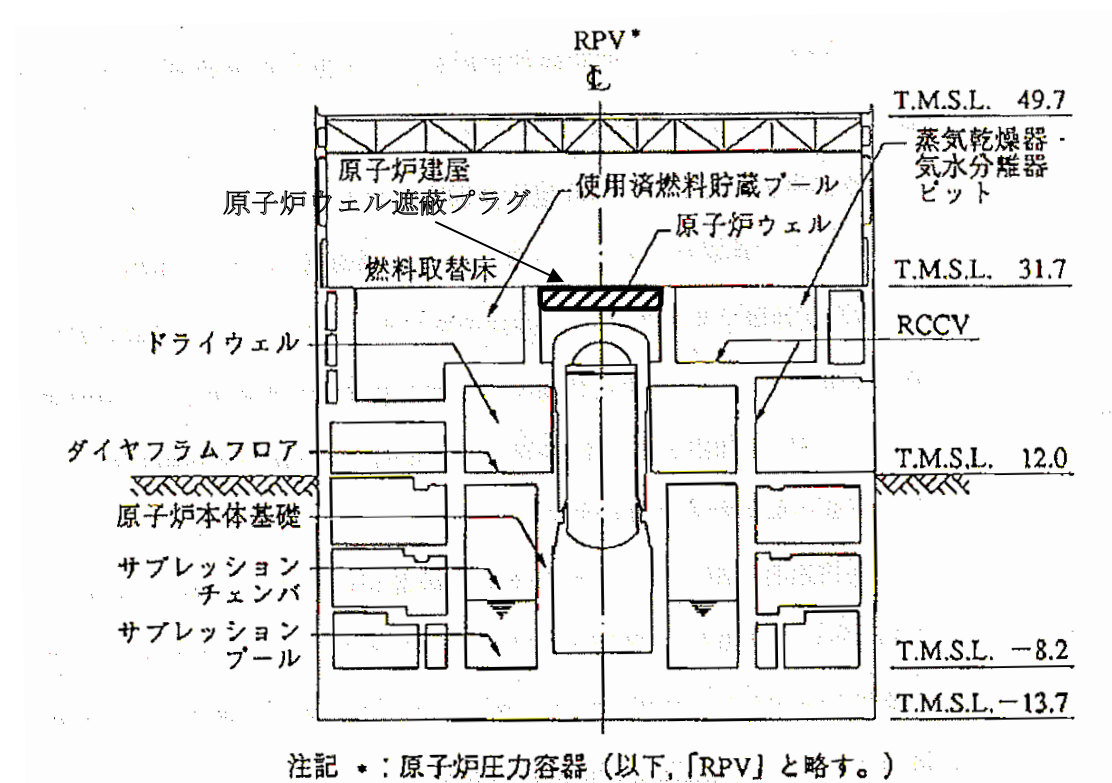 RPV*
℄
T.M.S.L. 49.7
蒸気乾燥器・
気水分離器
ピット
原子炉建屋
使用済燃料貯蔵プール
原子炉ウェル遮蔽プラグ
原子炉ウェル
燃料取替床
T.M.S.L. 31.7
RCCV
ドライウェル
ダイヤフラムフロア
T.M.S.L. 12.0
原子炉本体基礎
サプレッション
チェンバ
サプレッション
プール
T.M.S.L. -8.2
T.M.S.L. -13.7
注記 *:原子炉圧力容器(以下,「RPV」と略す。)